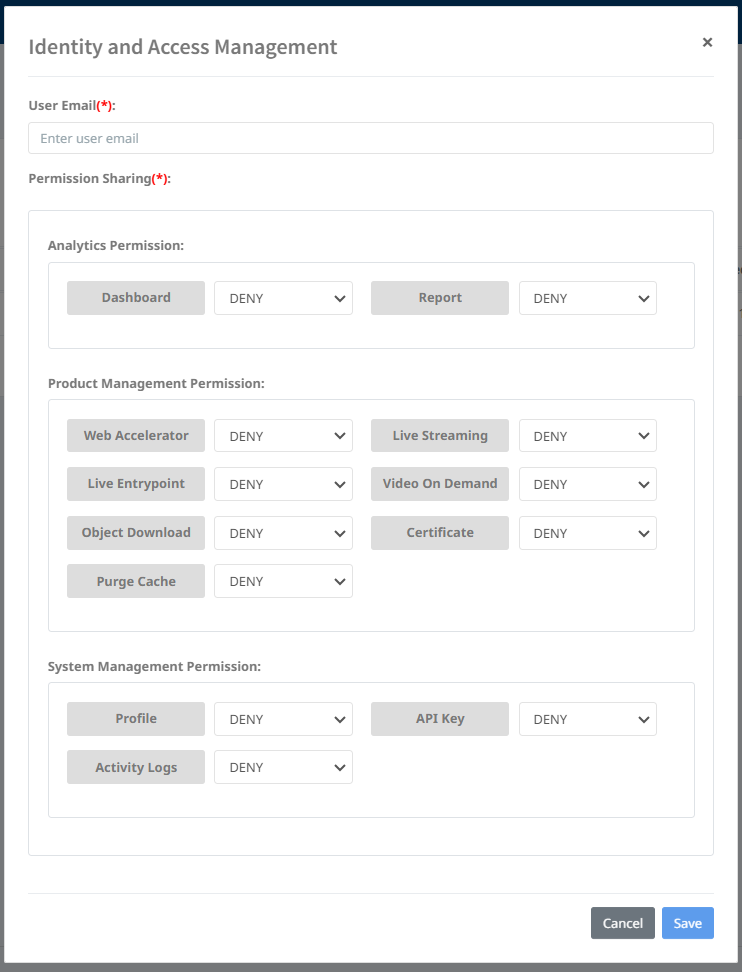 Identity and Access Management
×
User Email(*):
Enter user email
Permission Sharing(*):
Analytics Permission:
Dashboard DENY Report DENY
Product Management Permission:
Web Accelerator DENY Live Streaming DENY
Live Entrypoint DENY Video On Demand DENY
Object Download DENY Certificate DENY
Purge Cache DENY
System Management Permission:
Profile DENY API Key DENY
Activity Logs DENY
Cancel Save